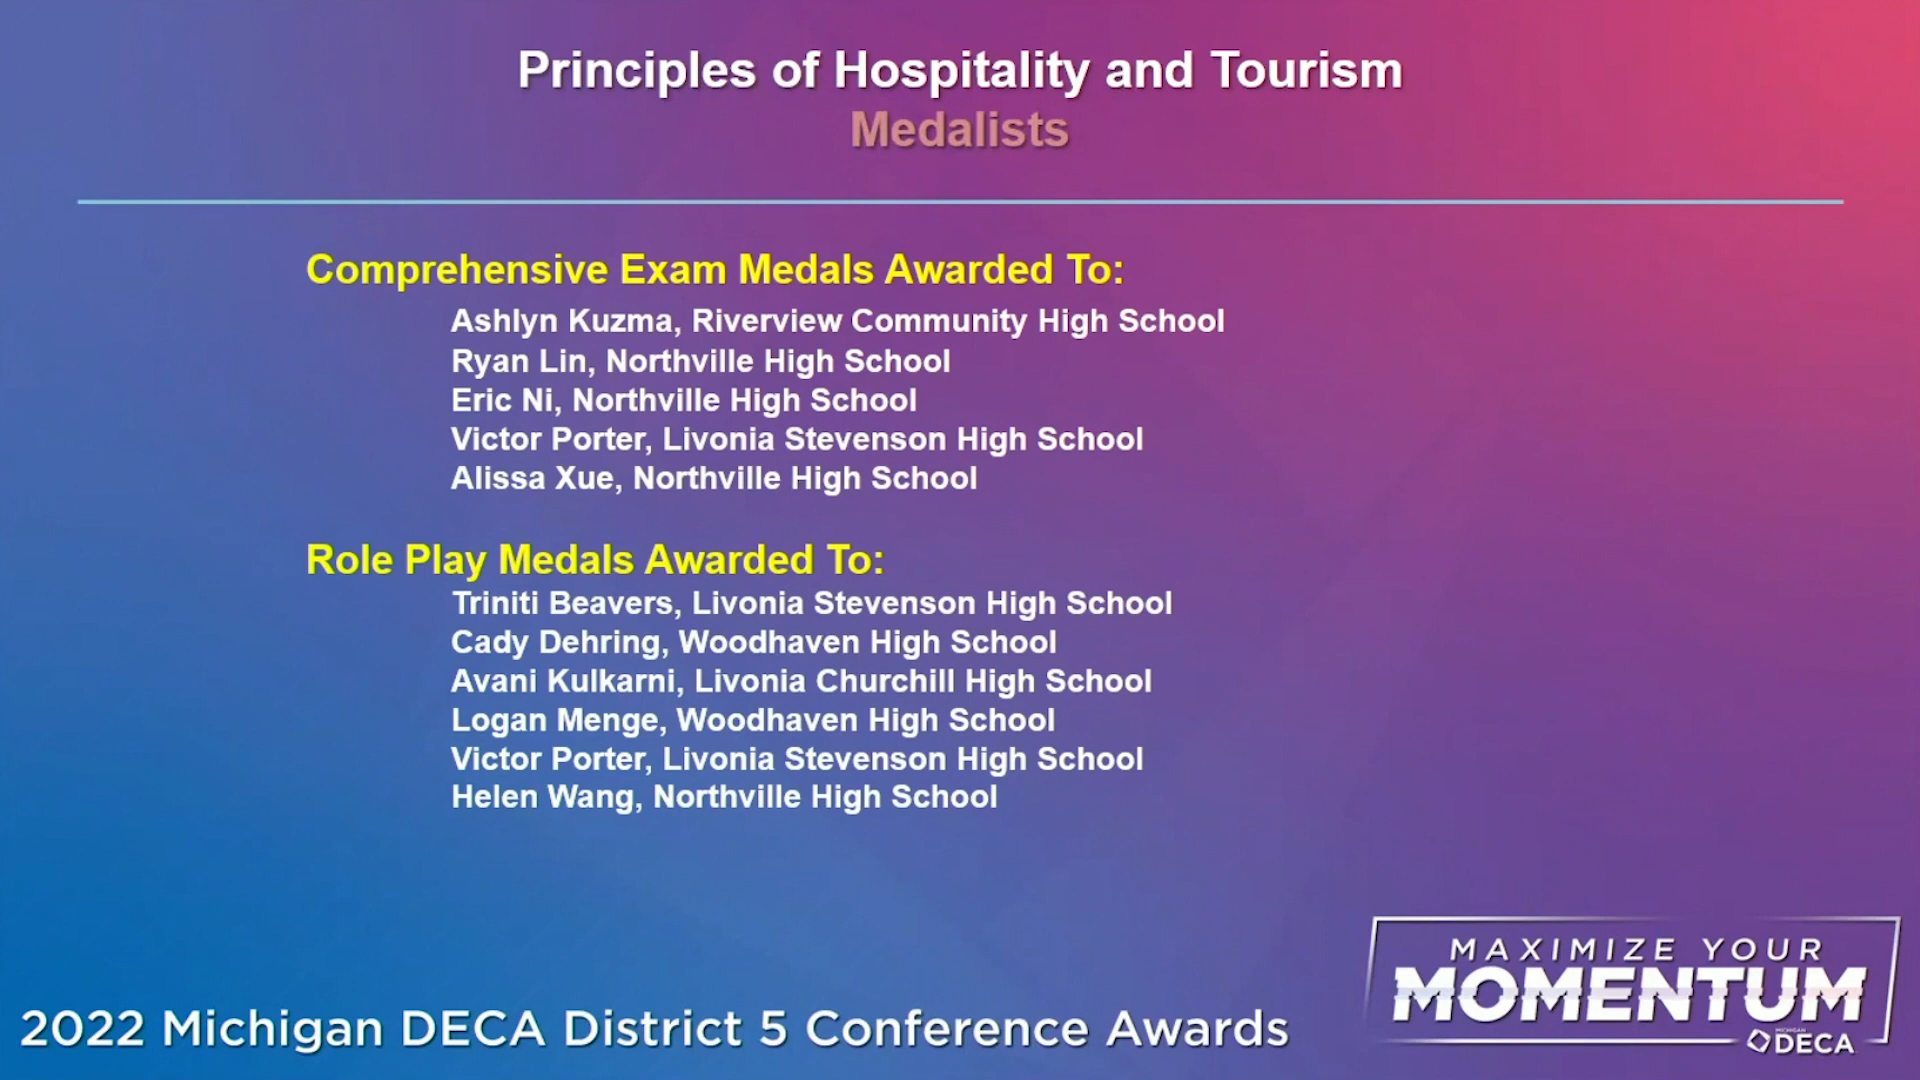 Principles of Hospitality and Tourism
Medalists
Comprehensive Exam Medals Awarded To:
Ashlyn Kuzma, Riverview Community High School
Ryan Lin, Northville High School
Eric Ni, Northville High School
Victor Porter, Livonia Stevenson High School
Alissa Xue, Northville High School
Role Play Medals Awarded To:
Triniti Beavers, Livonia Stevenson High School
Cady Dehring, Woodhaven High School
Avani Kulkarni, Livonia Churchill High School
Logan Menge, Woodhaven High School
Victor Porter, Livonia Stevenson High School
Helen Wang, Northville High School
MAXIMIZE YOUR
MOMENTUM
MICHIGAN
DECA
2022 Michigan DECA District 5 Conference Awards